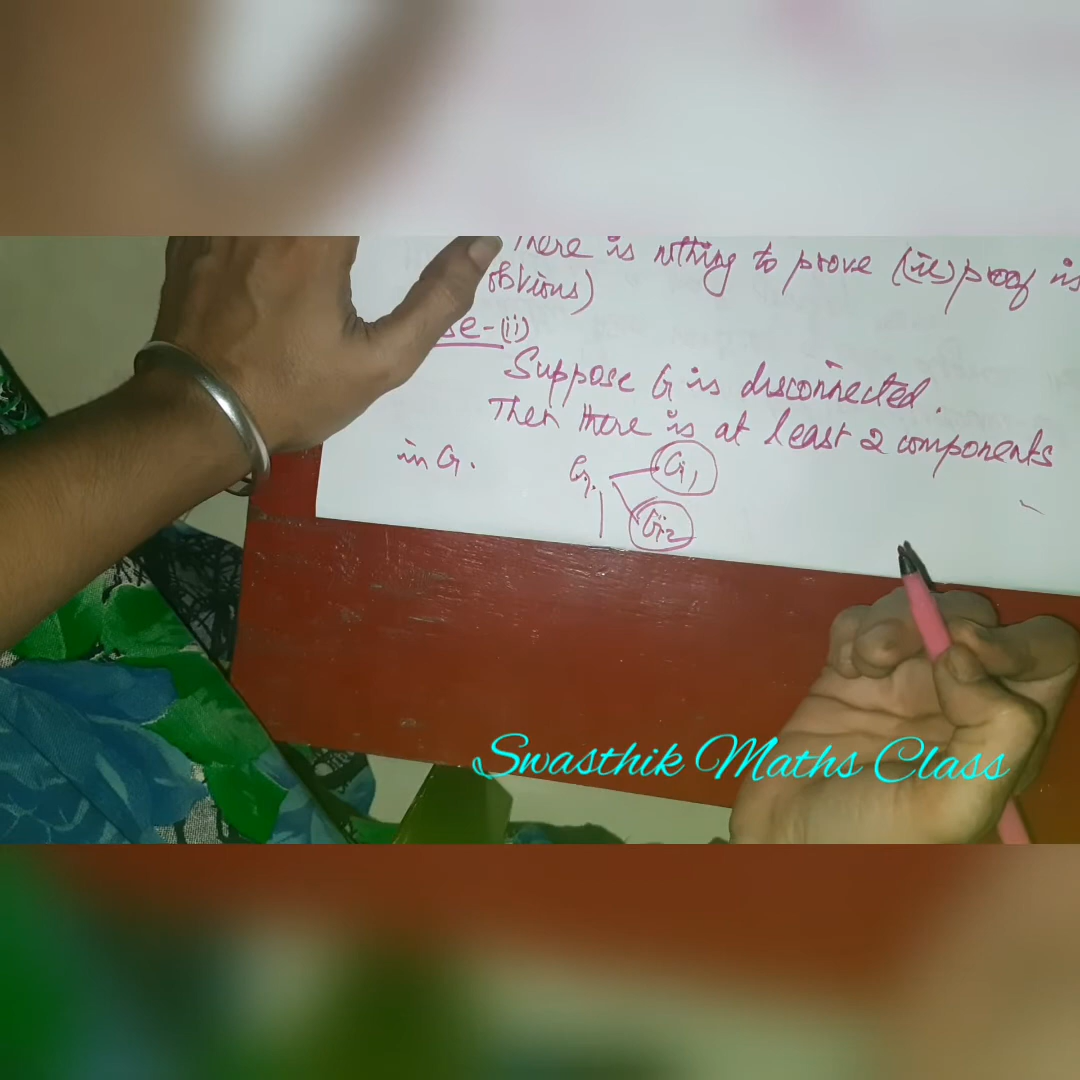 There is nothing to prove (ie) proof is
obvious)
se-(ii)
Suppose G is disconnected.
Then there is at least 2 components
in G.
G G1
G2
Swasthik Maths Class